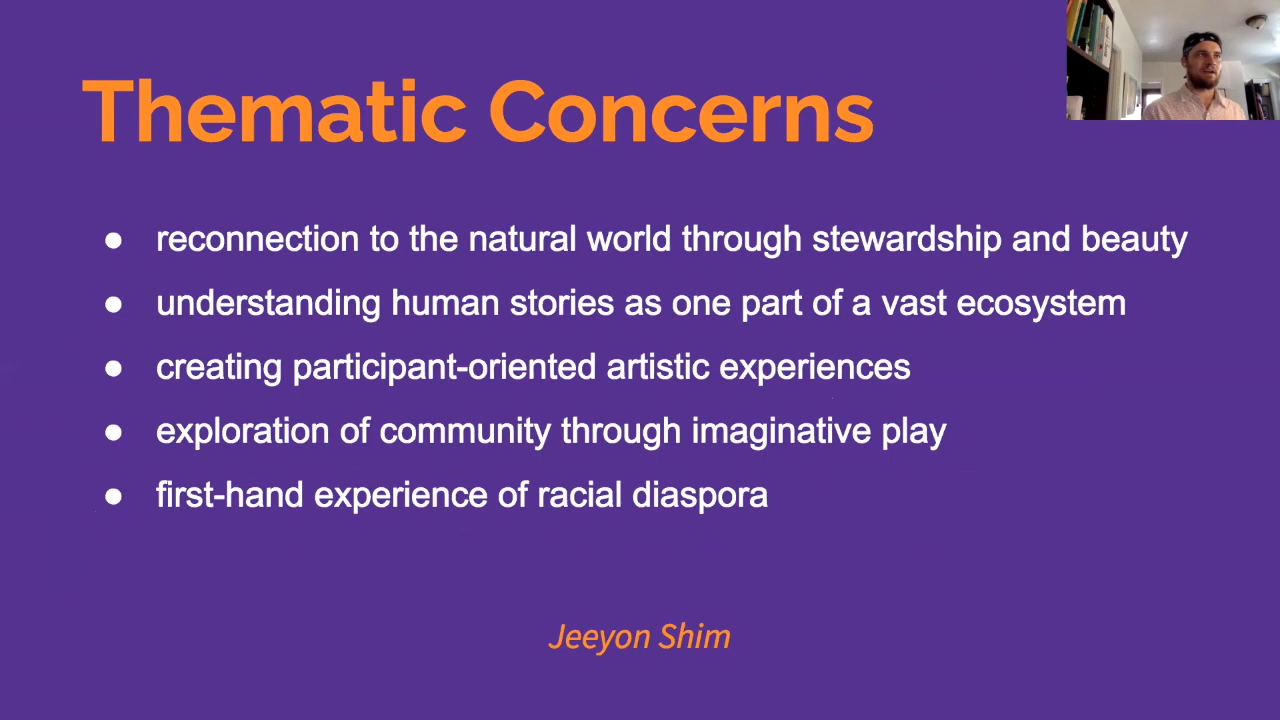 Thematic Concerns
● reconnection to the natural world through stewardship and beauty
● understanding human stories as one part of a vast ecosystem
● creating participant-oriented artistic experiences
● exploration of community through imaginative play
● first-hand experience of racial diaspora
Jeeyon Shim